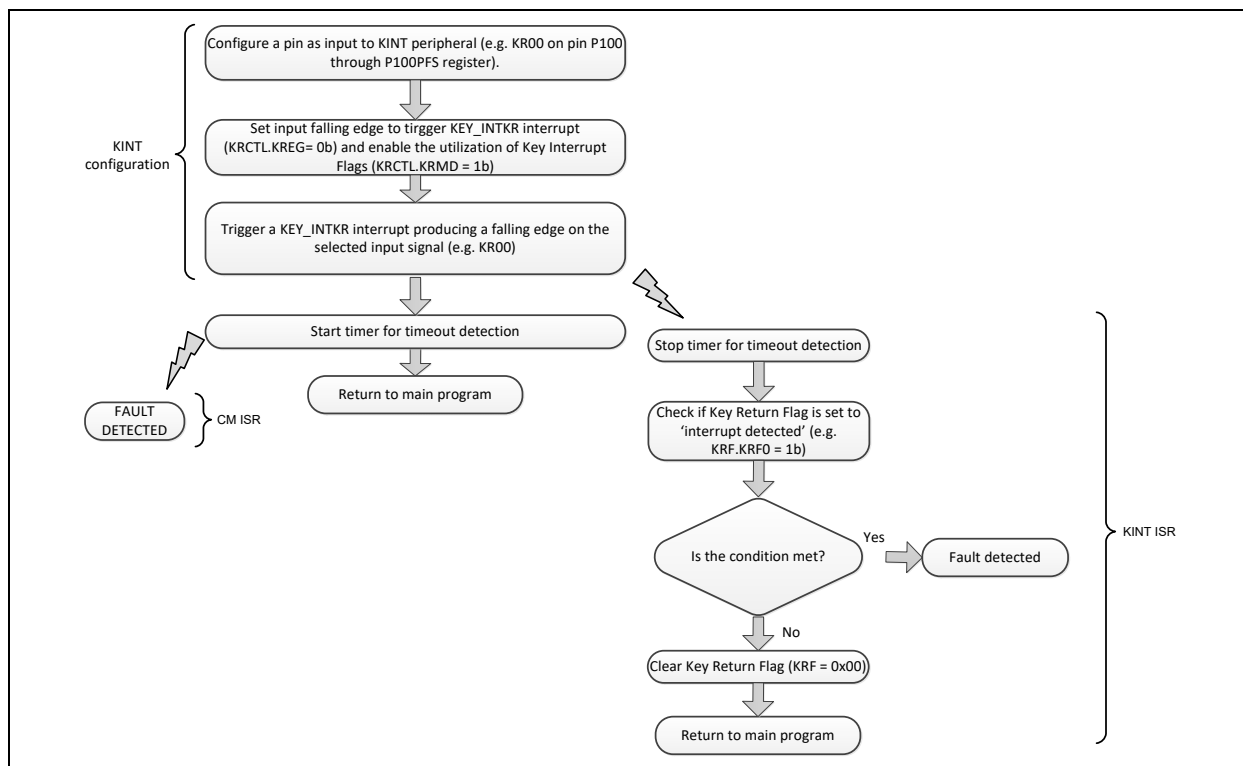 Configure a pin as input to KINT peripheral (e.g. KR00 on pin P100
through P100PFS register).
KINT
configuration
Set input falling edge to tirgger KEY_INTKR interrupt
(KRCTL.KREG= 0b) and enable the utilization of Key Interrupt
Flags (KRCTL.KRMD = 1b)
Trigger a KEY_INTKR interrupt producing a falling edge on the
selected input signal (e.g. KR00)
Start timer for timeout detection
Return to main program
FAULT
DETECTED
CM ISR
Stop timer for timeout detection
Check if Key Return Flag is set to
‘interrupt detected’ (e.g.
KRF.KRF0 = 1b)
Is the condition met?
Yes
Fault detected
KINT ISR
No
Clear Key Return Flag (KRF = 0x00)
Return to main program